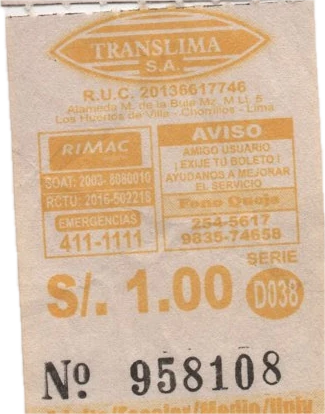 TRANSLIMA
S.A.
R.U.C. 20136617746
Alameda M. de la Buja Mz. M Lt. 5
Los Huertos de Villa - Chorrillos - Lima
RIMAC
SOAT: 2003-8080010
RCTU: 2016-502218
EMERGENCIAS
411-1111
AVISO
AMIGO USUARIO
¡ EXIJE TU BOLETO !
AYUDANOS A MEJORAR
EL SERVICIO
Fono Queja
254-5617
9835-74658
SERIE
S/. 1.00
D038
Nº 958108